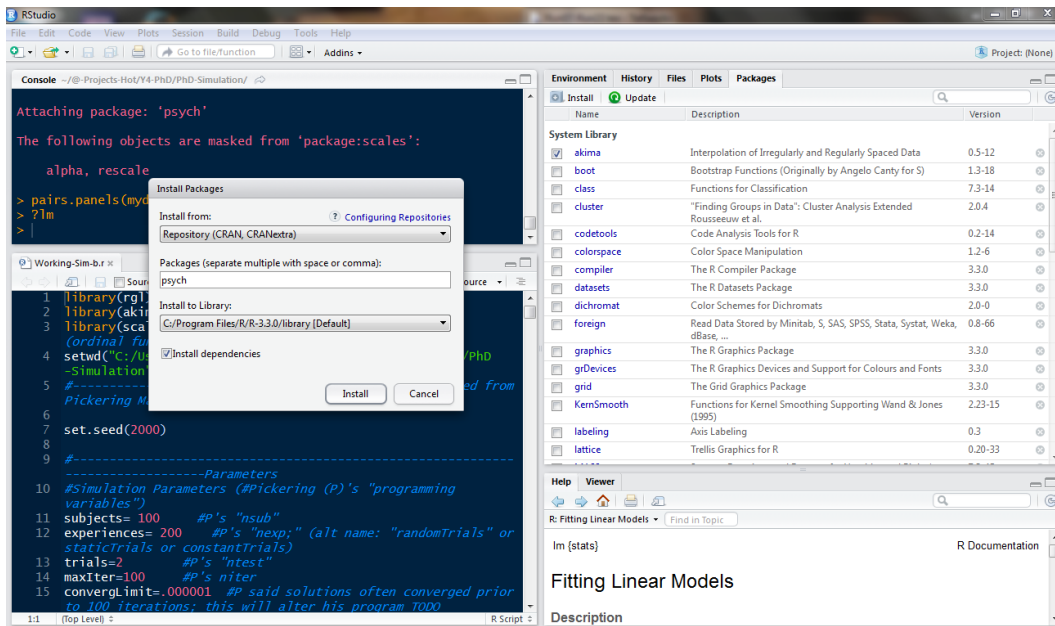 RStudio
File Edit Code View Plots Session Build Debug Tools Help
Go to file/function Addins
Project: (None)
Console ~/@-Projects-Hot/Y4-PhD/PhD-Simulation/
Attaching package: ‘psych’
The following objects are masked from ‘package:scales’:
alpha, rescale
> pairs.panels(myd
> ?lm
>
Install Packages
Install from:
? Configuring Repositories
Repository (CRAN, CRANextra)
Packages (separate multiple with space or comma):
psych
Install to Library:
C:/Program Files/R/R-3.3.0/library [Default]
Install dependencies
Install Cancel
Working-Sim-b.r
Sour
ource
1 library(rgl
2 library(akim
3 library(sca
(ordinal fu
4 setwd("C:/Us /PhD
-Simulation"
5 #---------- ed from
Pickering M
6
7 set.seed(2000)
8
9 #-----------------------------------------------------------
-------------------Parameters
10 #Simulation Parameters (#Pickering (P)'s "programming
variables")
11 subjects= 100 #P's "nsub"
12 experiences= 200 #P's "nexp;" (alt name: "randomTrials" or
staticTrials or constantTrials)
13 trials=2 #P's "ntest"
14 maxIter=100 #P's niter
15 convergLimit=.000001 #P said solutions often converged prior
to 100 iterations; this will alter his program TODO
1:1 (Top Level) R Script
Environment History Files Plots Packages
Install Update
Name Description Version
System Library
akima Interpolation of Irregularly and Regularly Spaced Data 0.5-12
boot Bootstrap Functions (Originally by Angelo Canty for S) 1.3-18
class Functions for Classification 7.3-14
cluster "Finding Groups in Data": Cluster Analysis Extended 2.0.4
Rousseeuw et al.
codetools Code Analysis Tools for R 0.2-14
colorspace Color Space Manipulation 1.2-6
compiler The R Compiler Package 3.3.0
datasets The R Datasets Package 3.3.0
dichromat Color Schemes for Dichromats 2.0-0
foreign Read Data Stored by Minitab, S, SAS, SPSS, Stata, Systat, Weka, 0.8-66
dBase, ...
graphics The R Graphics Package 3.3.0
grDevices The R Graphics Devices and Support for Colours and Fonts 3.3.0
grid The Grid Graphics Package 3.3.0
KernSmooth Functions for Kernel Smoothing Supporting Wand & Jones 2.23-15
(1995)
labeling Axis Labeling 0.3
lattice Trellis Graphics for R 0.20-33
Help Viewer
R: Fitting Linear Models Find in Topic
lm {stats} R Documentation
Fitting Linear Models
Description